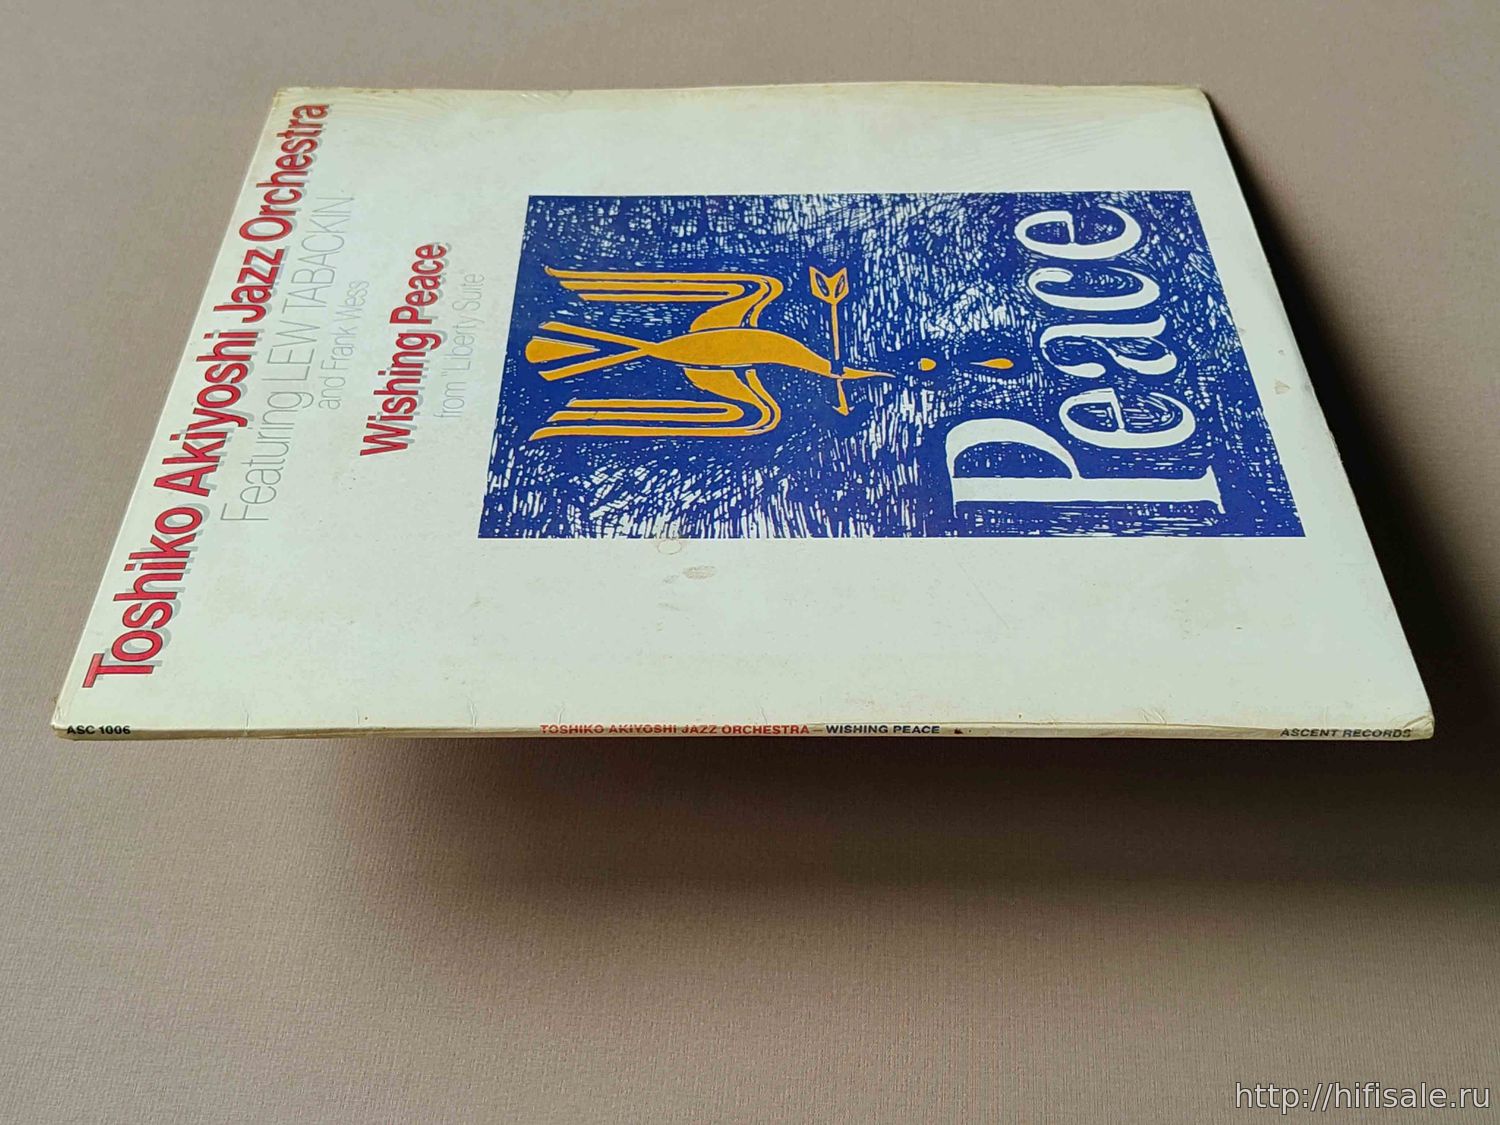 Toshiko Akiyoshi Jazz Orchestra
Featuring LEW TABACKIN
and Frank Wess
Wishing Peace
from "Liberty Suite"
Peace
ASC 1006
TOSHIKO AKIYOSHI JAZZ ORCHESTRA – WISHING PEACE
ASCENT RECORDS
http://hifisale.ru